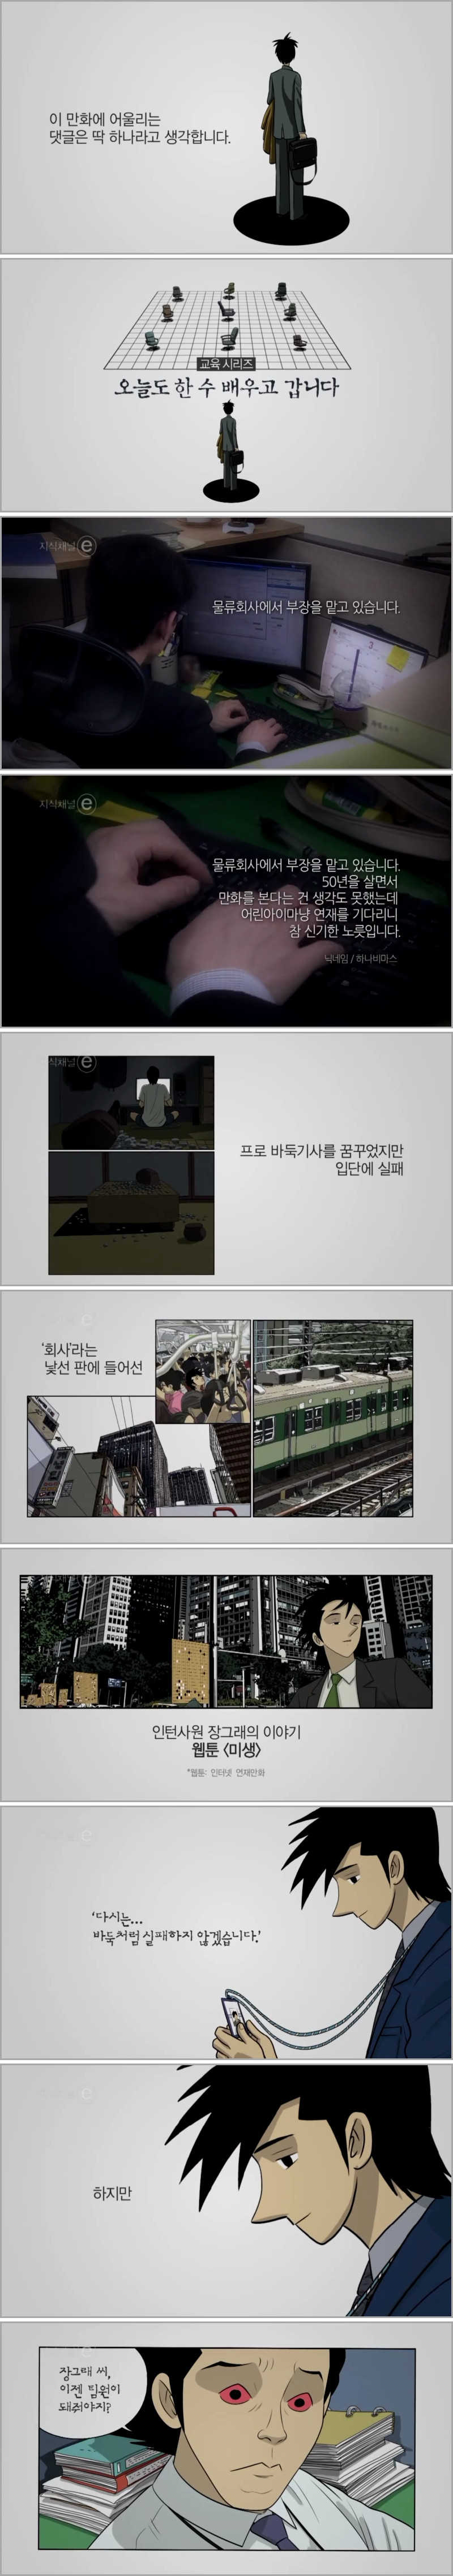 이 만화에 어울리는
댓글은 딱 하나라고 생각합니다.
교육 시리즈
오늘도 한 수 배우고 갑니다
지식채널 e
물류회사에서 부장을 맡고 있습니다.
지식채널 e
물류회사에서 부장을 맡고 있습니다.
50년을 살면서
만화를 본다는 건 생각도 못했는데
어린아이마냥 연재를 기다리니
참 신기한 노릇입니다.
닉네임 / 하나비마스
식채널 e
프로 바둑기사를 꿈꾸었지만
입단에 실패
'회사'라는
낯선 판에 들어선
인턴사원 장그래의 이야기
웹툰 <미생>
*웹툰: 인터넷 연재만화
'다시는...
바둑처럼 실패하지 않겠습니다.'
하지만
장그래 씨,
이젠 팀원이
돼줘야지?